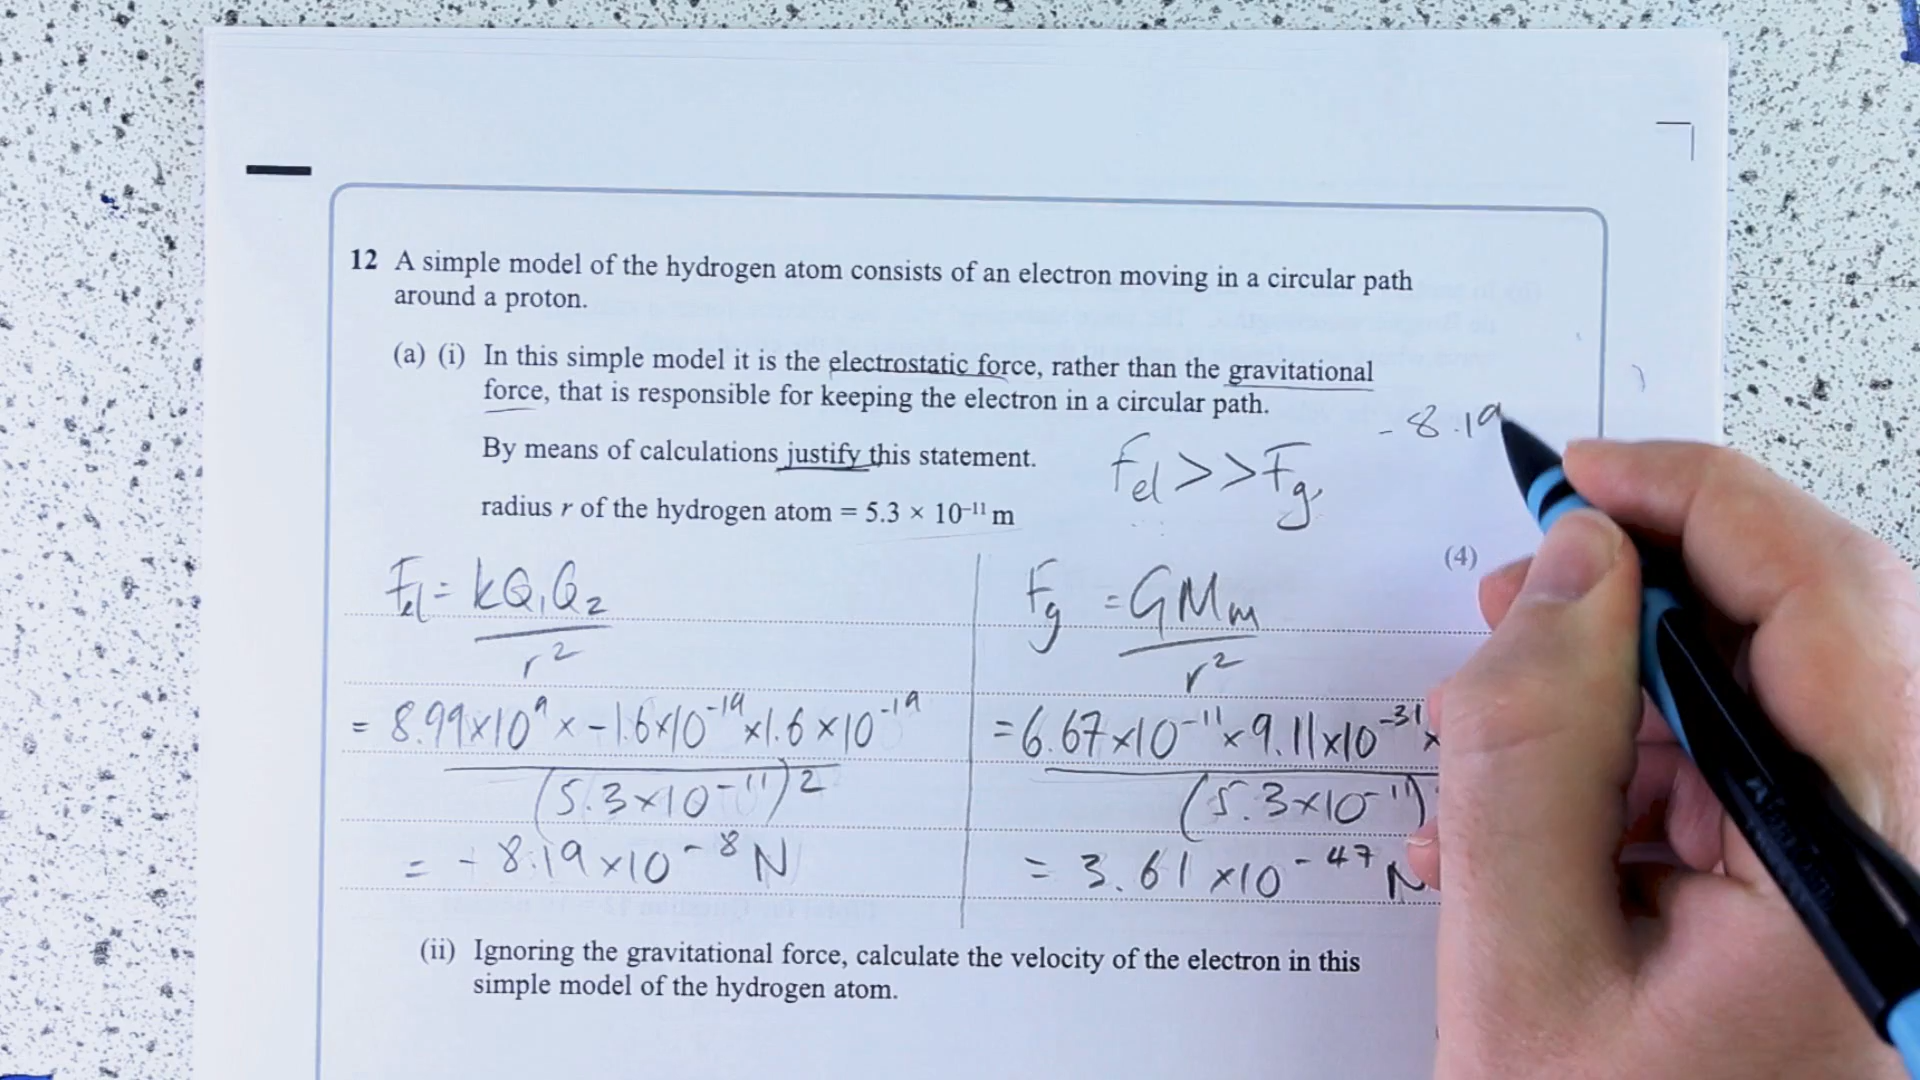 12 A simple model of the hydrogen atom consists of an electron moving in a circular path
around a proton.
(a) (i) In this simple model it is the electrostatic force, rather than the gravitational
force, that is responsible for keeping the electron in a circular path.
- 8.19
By means of calculations justify this statement.
Fel >> Fg
radius r of the hydrogen atom = 5.3 × 10⁻¹¹ m
(4)
Fel = kQ₁Q₂
r²
= 8.99×10⁹ × -1.6×10⁻¹⁹ ×1.6 ×10⁻¹⁹
(5.3×10⁻¹¹)²
= - 8.19 ×10⁻⁸ N
Fg = GMm
r²
= 6.67×10⁻¹¹ × 9.11×10⁻³¹ ×
(5.3×10⁻¹¹)
= 3.61 ×10⁻⁴⁷ N
(ii) Ignoring the gravitational force, calculate the velocity of the electron in this
simple model of the hydrogen atom.